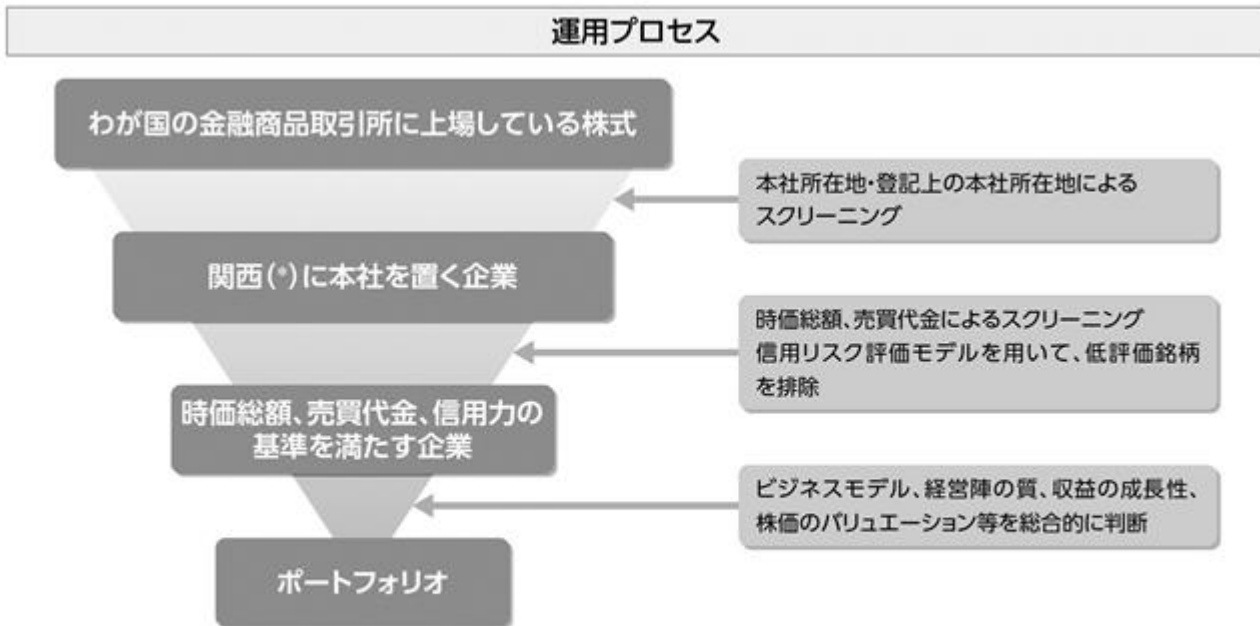 運用プロセス
わが国の金融商品取引所に上場している株式
本社所在地・登記上の本社所在地による
スクリーニング
関西(*)に本社を置く企業
時価総額、売買代金によるスクリーニング
信用リスク評価モデルを用いて、低評価銘柄
を排除
時価総額、売買代金、信用力の
基準を満たす企業
ビジネスモデル、経営陣の質、収益の成長性、
株価のバリュエーション等を総合的に判断
ポートフォリオ